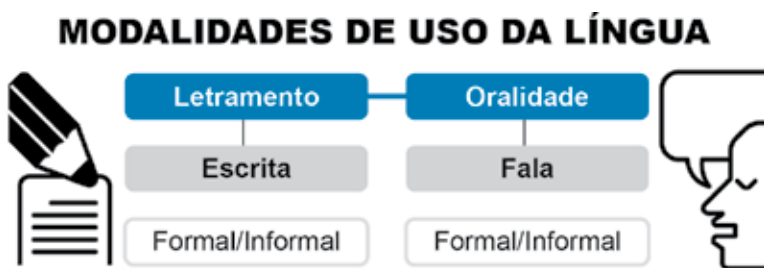 MODALIDADES DE USO DA LÍNGUA
Letramento
Oralidade
Escrita
Fala
Formal/Informal
Formal/Informal